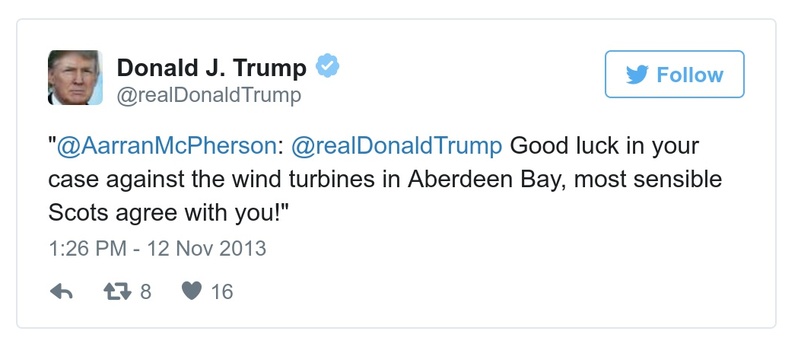 Donald J. Trump
@realDonaldTrump
Follow
"@AarranMcPherson: @realDonaldTrump Good luck in your
case against the wind turbines in Aberdeen Bay, most sensible
Scots agree with you!"
1:26 PM - 12 Nov 2013
8 16